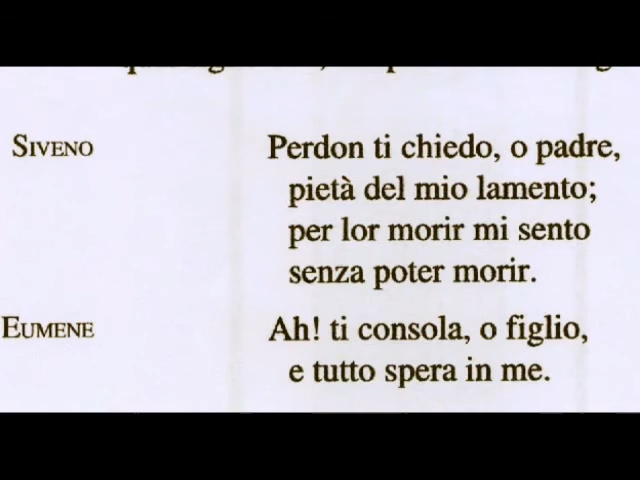 SIVENO Perdon ti chiedo, o padre,
pietà del mio lamento;
per lor morir mi sento
senza poter morir.
EUMENE Ah! ti consola, o figlio,
e tutto spera in me.